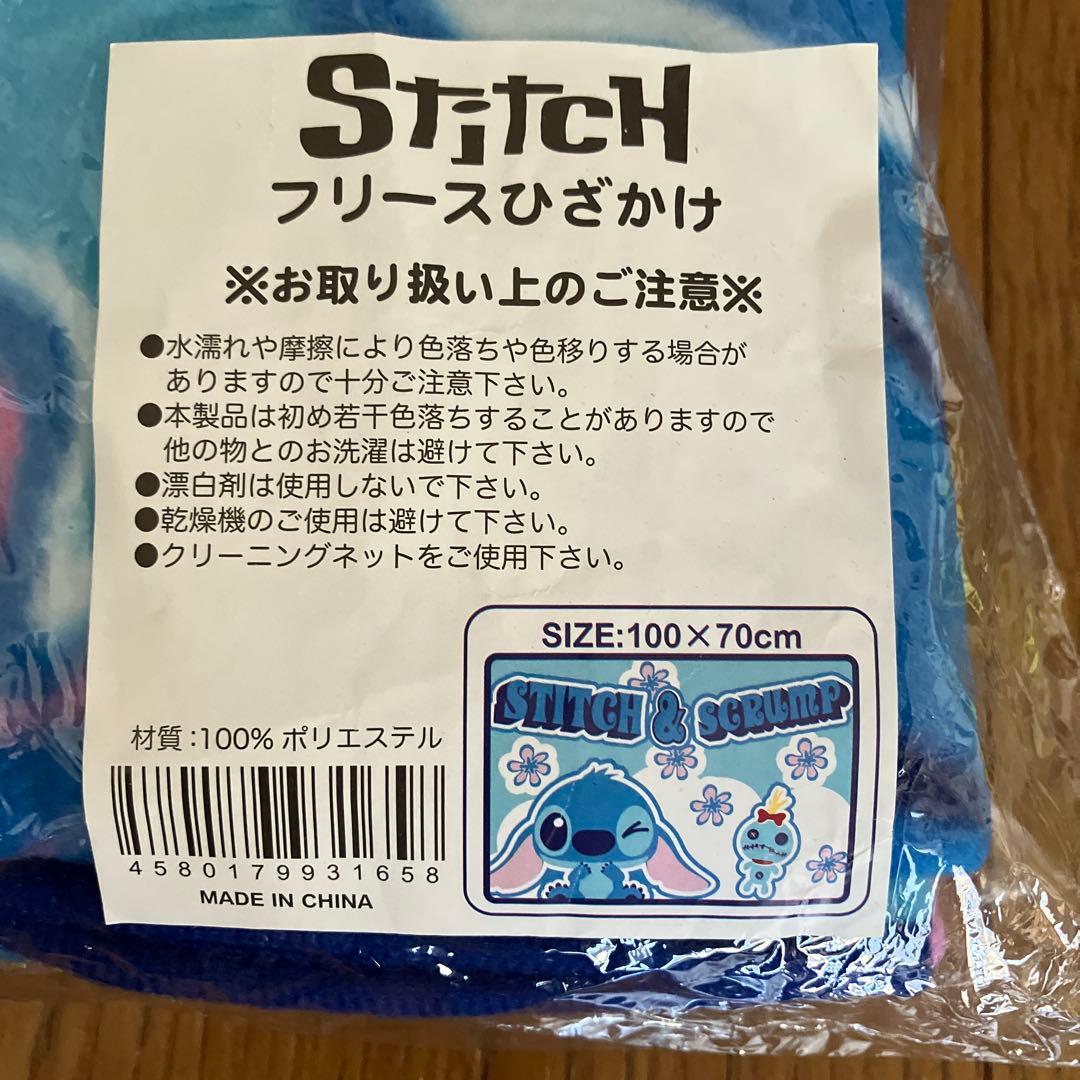 StitcH
フリースひざかけ
※お取り扱い上のご注意※
●水濡れや摩擦により色落ちや色移りする場合が
ありますので十分ご注意下さい。
●本製品は初め若干色落ちすることがありますので
他の物とのお洗濯は避けて下さい。
●漂白剤は使用しないで下さい。
●乾燥機のご使用は避けて下さい。
●クリーニングネットをご使用下さい。
SIZE:100×70cm
STITCH & SCRUMP
材質:100% ポリエステル
4580179931658
MADE IN CHINA